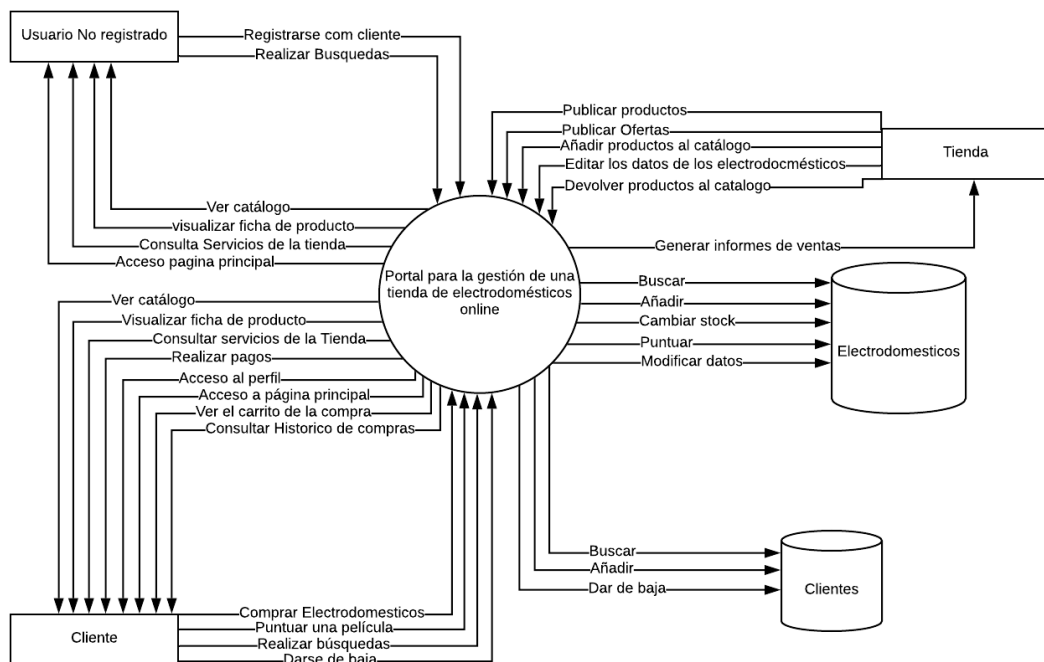 Usuario No registrado
Registrarse com cliente
Realizar Busquedas
Ver catálogo
visualizar ficha de producto
Consulta Servicios de la tienda
Acceso pagina principal
Publicar productos
Publicar Ofertas
Añadir productos al catálogo
Editar los datos de los electrodocmésticos
Devolver productos al catalogo
Tienda
Generar informes de ventas
Portal para la gestión de una
tienda de electrodomésticos
online
Buscar
Añadir
Cambiar stock
Puntuar
Modificar datos
Electrodomesticos
Ver catálogo
Visualizar ficha de producto
Consultar servicios de la Tienda
Realizar pagos
Acceso al perfil
Acceso a página principal
Ver el carrito de la compra
Consultar Historico de compras
Buscar
Añadir
Dar de baja
Clientes
Cliente
Comprar Electrodomesticos
Puntuar una película
Realizar búsquedas
Darse de baja